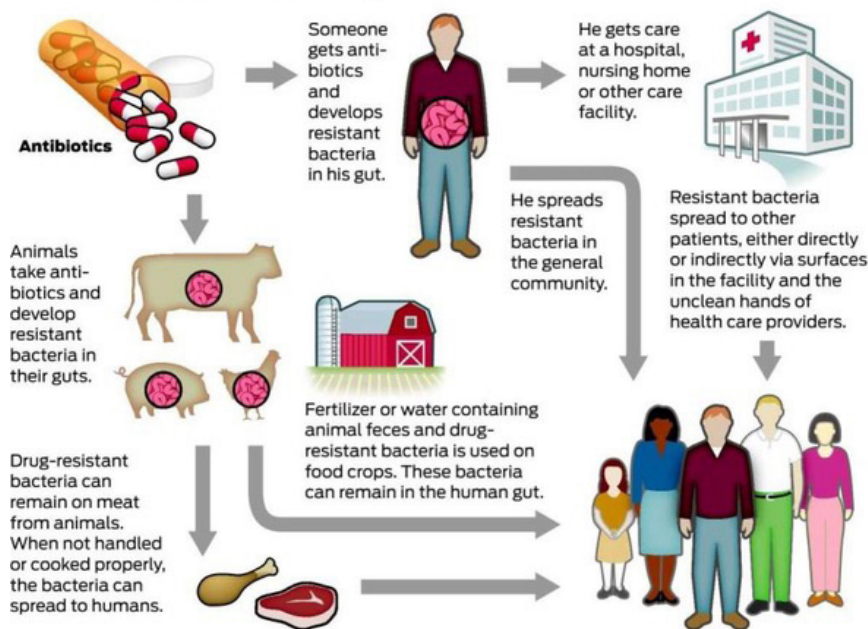 Antibiotics
Someone
gets anti-
biotics
and
develops
resistant
bacteria
in his gut.
He gets care
at a hospital,
nursing home
or other care
facility.
He spreads
resistant
bacteria in
the general
community.
Resistant bacteria
spread to other
patients, either directly
or indirectly via surfaces
in the facility and the
unclean hands of
health care providers.
Animals
take anti-
biotics and
develop
resistant
bacteria in
their guts.
Fertilizer or water containing
animal feces and drug-
resistant bacteria is used on
food crops. These bacteria
can remain in the human gut.
Drug-resistant
bacteria can
remain on meat
from animals.
When not handled
or cooked properly,
the bacteria can
spread to humans.